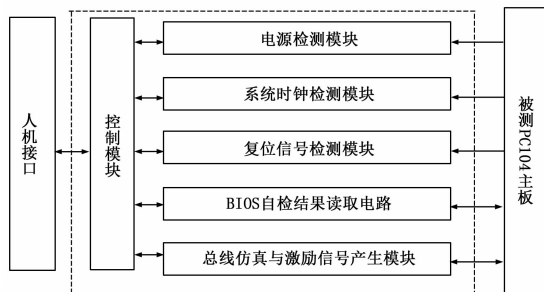 人机接口
控制模块
电源检测模块
系统时钟检测模块
复位信号检测模块
BIOS自检结果读取电路
总线仿真与激励信号产生模块
被测PC104主板